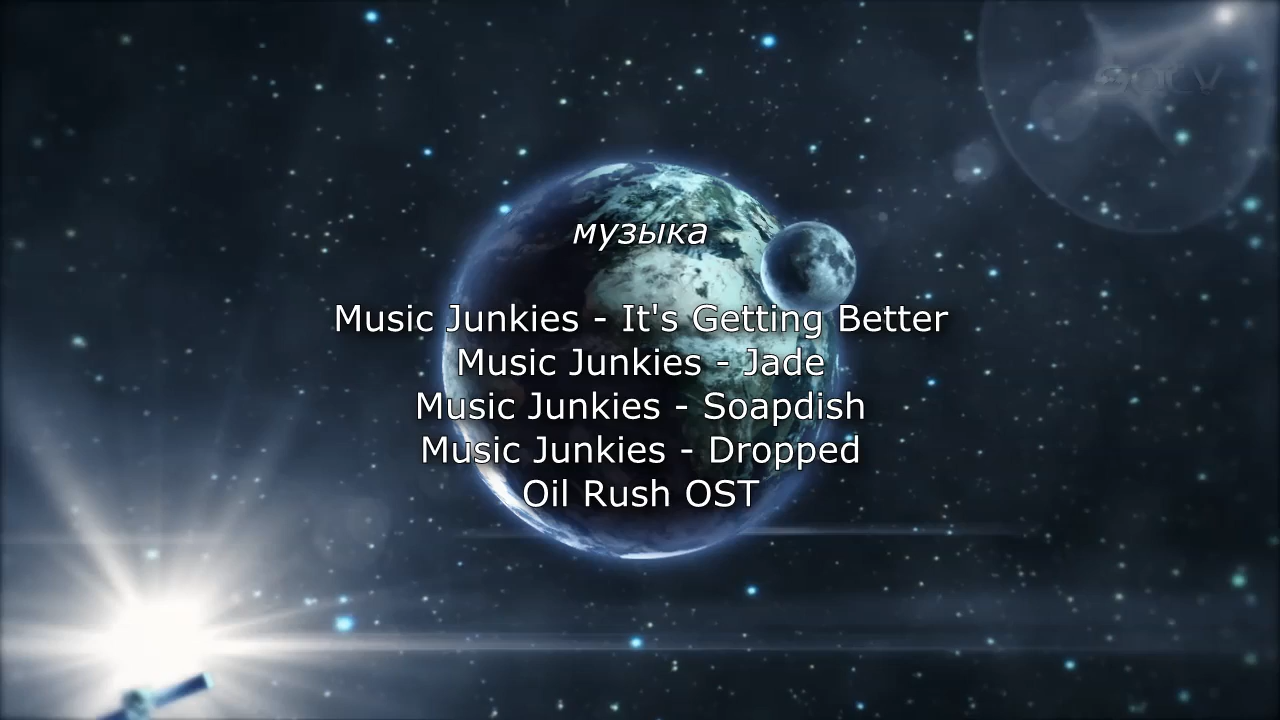 музыка
Music Junkies - It's Getting Better
Music Junkies - Jade
Music Junkies - Soapdish
Music Junkies - Dropped
Oil Rush OST